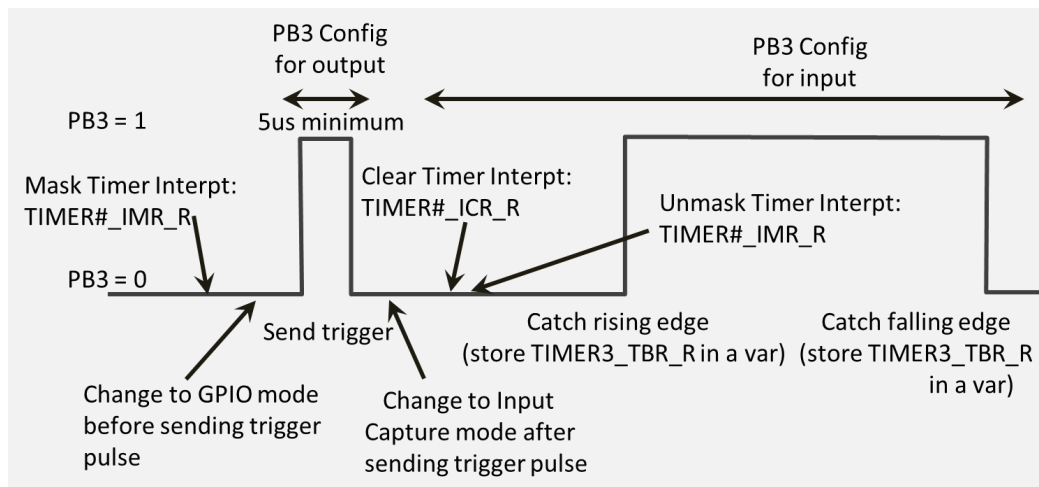 PB3 Config
for output
PB3 Config
for input
PB3 = 1
5us minimum
Mask Timer Interpt:
TIMER#_IMR_R
Clear Timer Interpt:
TIMER#_ICR_R
Unmask Timer Interpt:
TIMER#_IMR_R
PB3 = 0
Send trigger
Catch rising edge
(store TIMER3_TBR_R in a var)
Catch falling edge
(store TIMER3_TBR_R
in a var)
Change to GPIO mode
before sending trigger
pulse
Change to Input
Capture mode after
sending trigger pulse